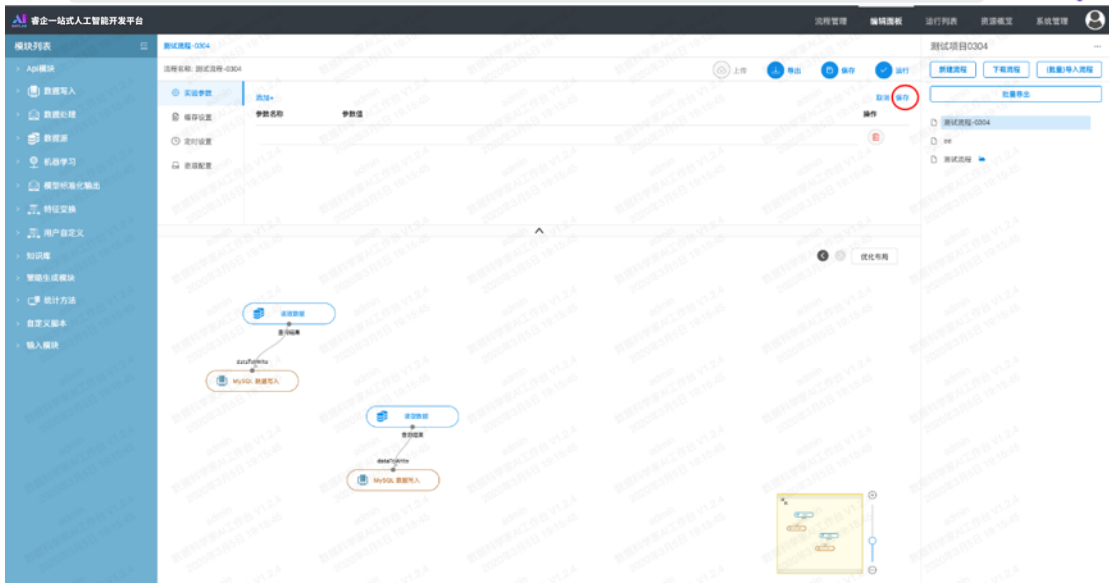 睿企一站式人工智能开发平台
流程管理 编辑面板 运行列表 资源概览 系统管理
模块列表
Api模块
数据写入
数据处理
数据源
机器学习
模型标准化输出
特征变换
用户自定义
知识库
智能生成模块
统计方法
自定义脚本
输入模块
测试流程-0304
流程名称: 测试流程-0304
上传 导出 保存 运行
实验参数
缓存设置
定时设置
资源配置
添加+
取消 保存
参数名称 参数值 操作
优化布局
读取数据
查询结果
dataToWrite
MySQL 数据写入
读取数据
查询结果
dataToWrite
MySQL 数据写入
测试项目0304
新建流程 下载流程 (批量)导入流程
批量导出
测试流程-0304
测试流程